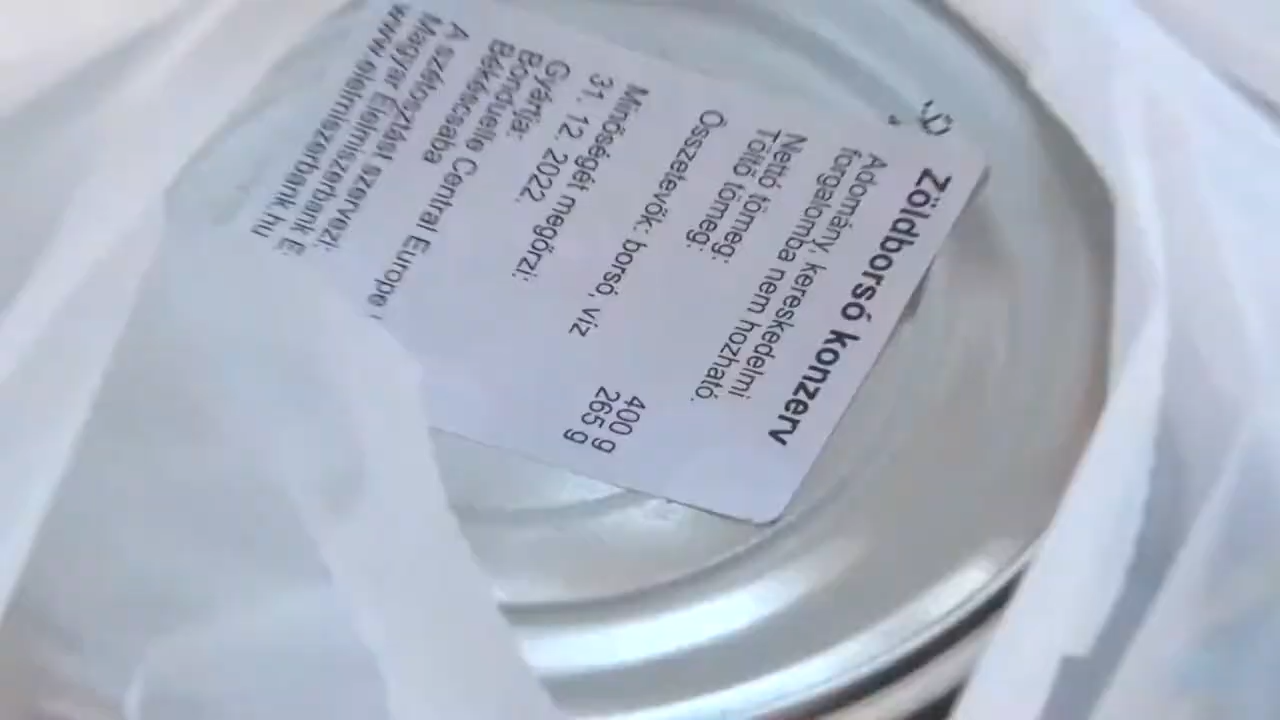 Zöldborsó konzerv
Adomány, kereskedelmi
forgalomba nem hozható.
Nettó tömeg: 400 g
Töltő tömeg: 265 g
Összetevők: borsó, víz
Minőségét megőrzi:
31. 12. 2022.
Gyártja:
Bonduelle Central Europe
Békéscsaba
A szétosztást szervezi:
Magyar Élelmiszerbank E
www.elelmiszerbank.hu